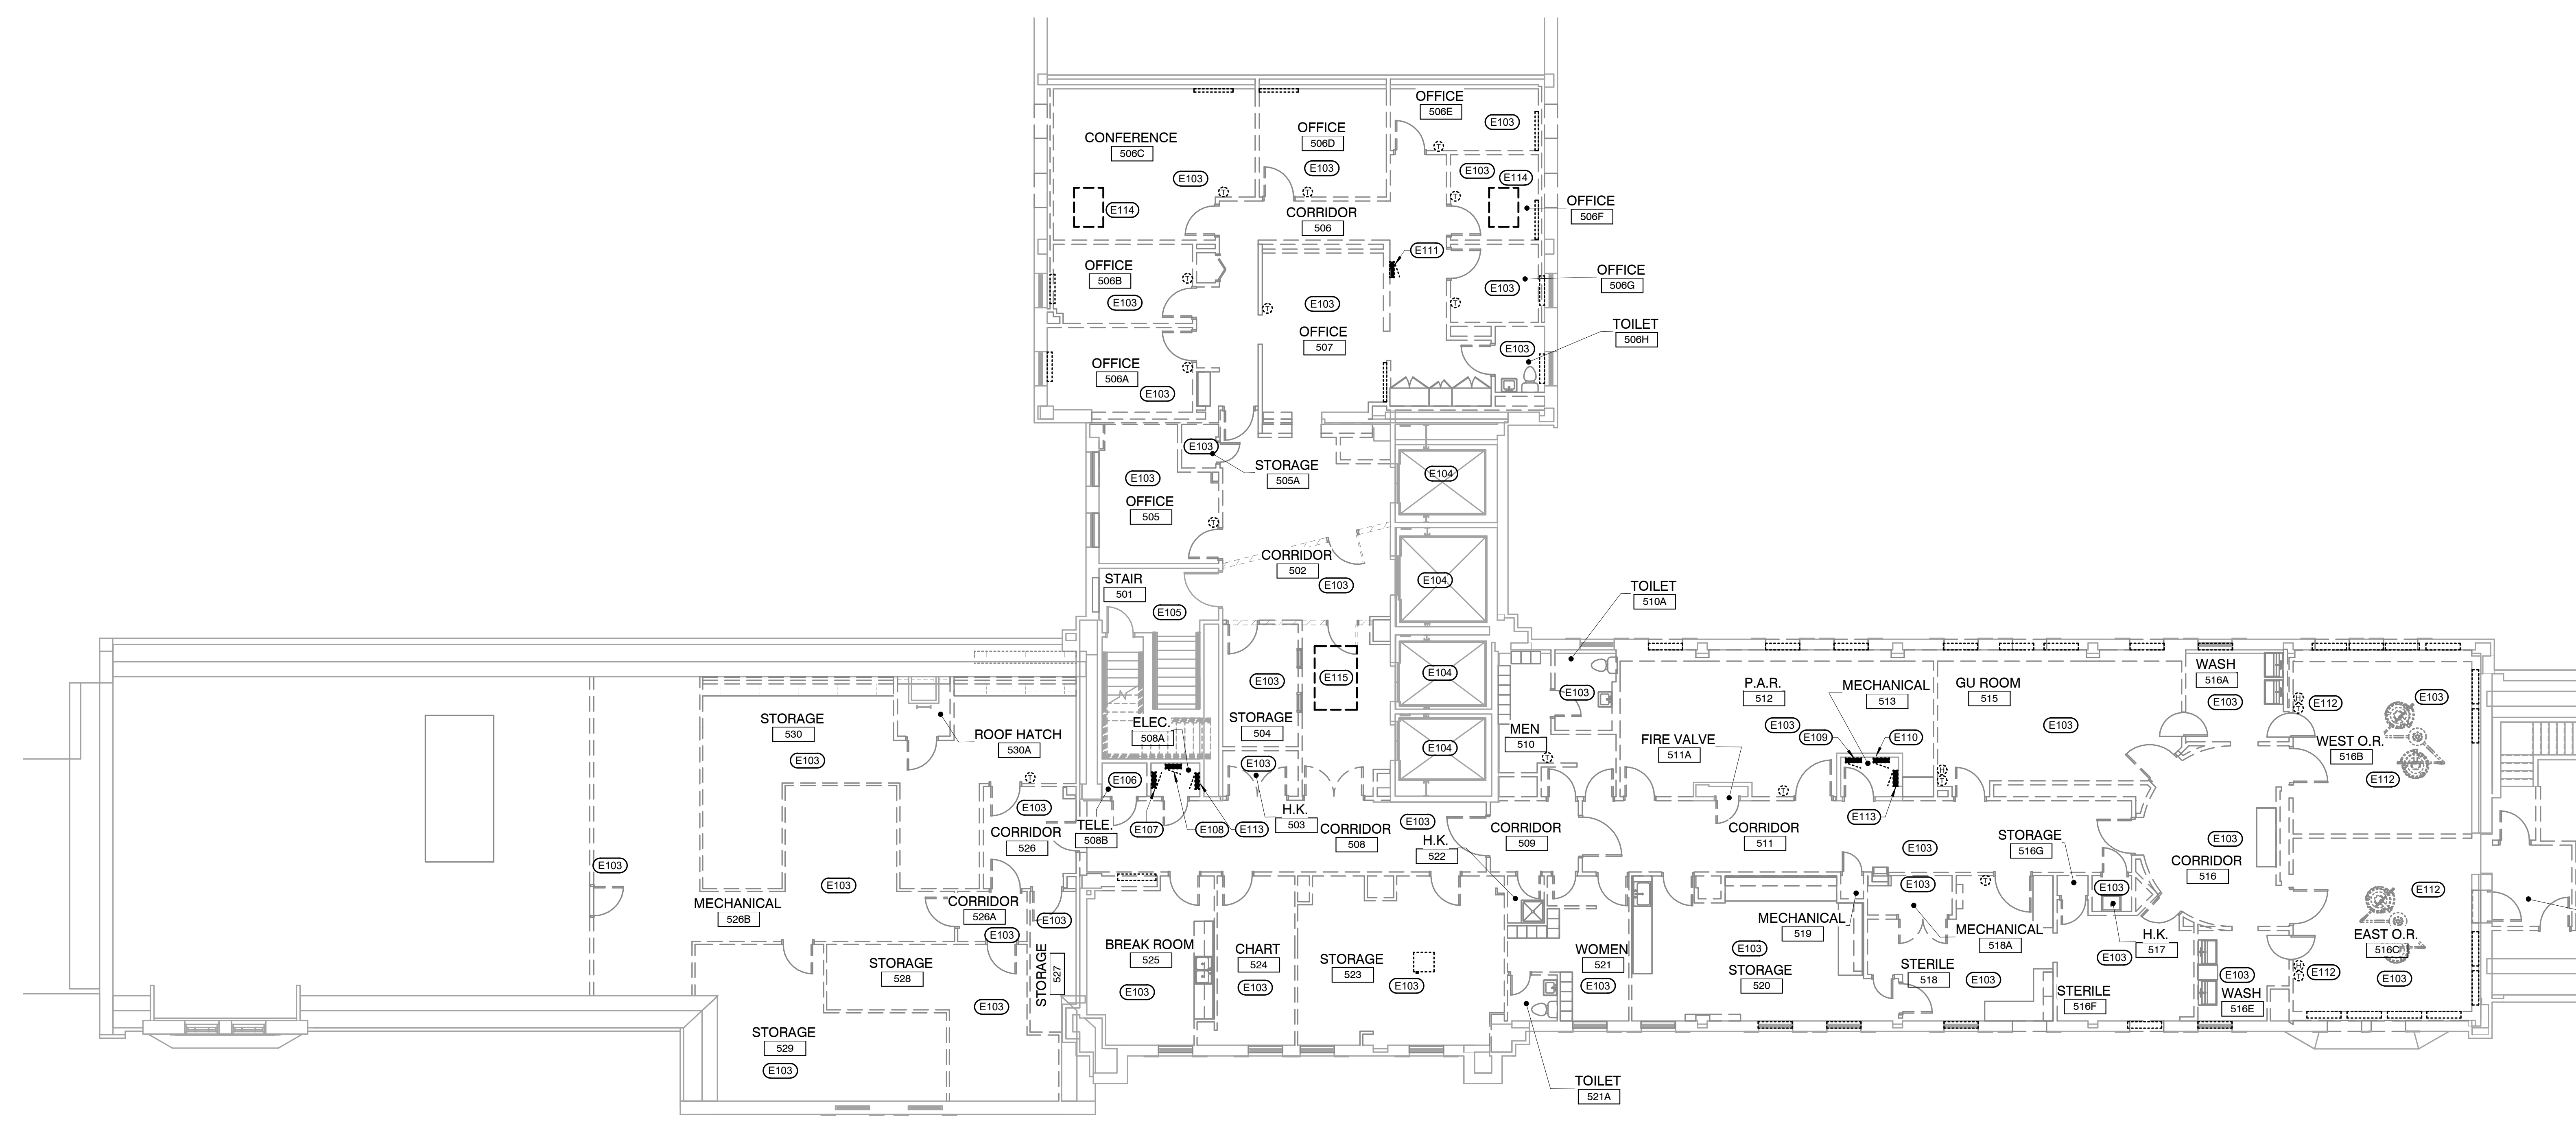 OFFICE
506E
E103
CONFERENCE
506C
OFFICE
506D
E103
E103
T
E103
E114
T
E103
T
T
E114
OFFICE
506F
CORRIDOR
506
E111
OFFICE
506B
T
E103
E103
OFFICE
507
T
E103
T
OFFICE
506G
TOILET
506H
E103
OFFICE
506A
T
E103
E103
STORAGE
505A
E103
OFFICE
505
T
E104
CORRIDOR
502
E103
E104
STAIR
501
E105
TOILET
510A
E103
E115
E104
E103
STORAGE
504
ELEC.
508A
E104
MEN
510
T
P.A.R.
512
MECHANICAL
513
E103
E109
E110
FIRE VALVE
511A
T
GU ROOM
515
E103
H
T
WASH
516A
E103
H
T
E112
E103
WEST O.R.
516B
E112
STORAGE
530
E103
ROOF HATCH
530A
T
E103
CORRIDOR
526
E106
TELE.
508B
E107
E108
E113
E103
H.K.
503
CORRIDOR
508
E103
H.K.
522
CORRIDOR
509
CORRIDOR
511
E113
E103
STORAGE
516G
E103
CORRIDOR
516
E103
E103
MECHANICAL
526B
CORRIDOR
526A
E103
E103
E103
T
E103
E112
MECHANICAL
519
MECHANICAL
518A
H.K.
517
EAST O.R.
516C
BREAK ROOM
525
E103
CHART
524
E103
STORAGE
523
E103
WOMEN
521
E103
E103
STORAGE
520
STERILE
518
E103
E103
STERILE
516F
E103
WASH
516E
H
T
E112
E103
STORAGE
528
E103
STORAGE
527
STORAGE
529
E103
TOILET
521A